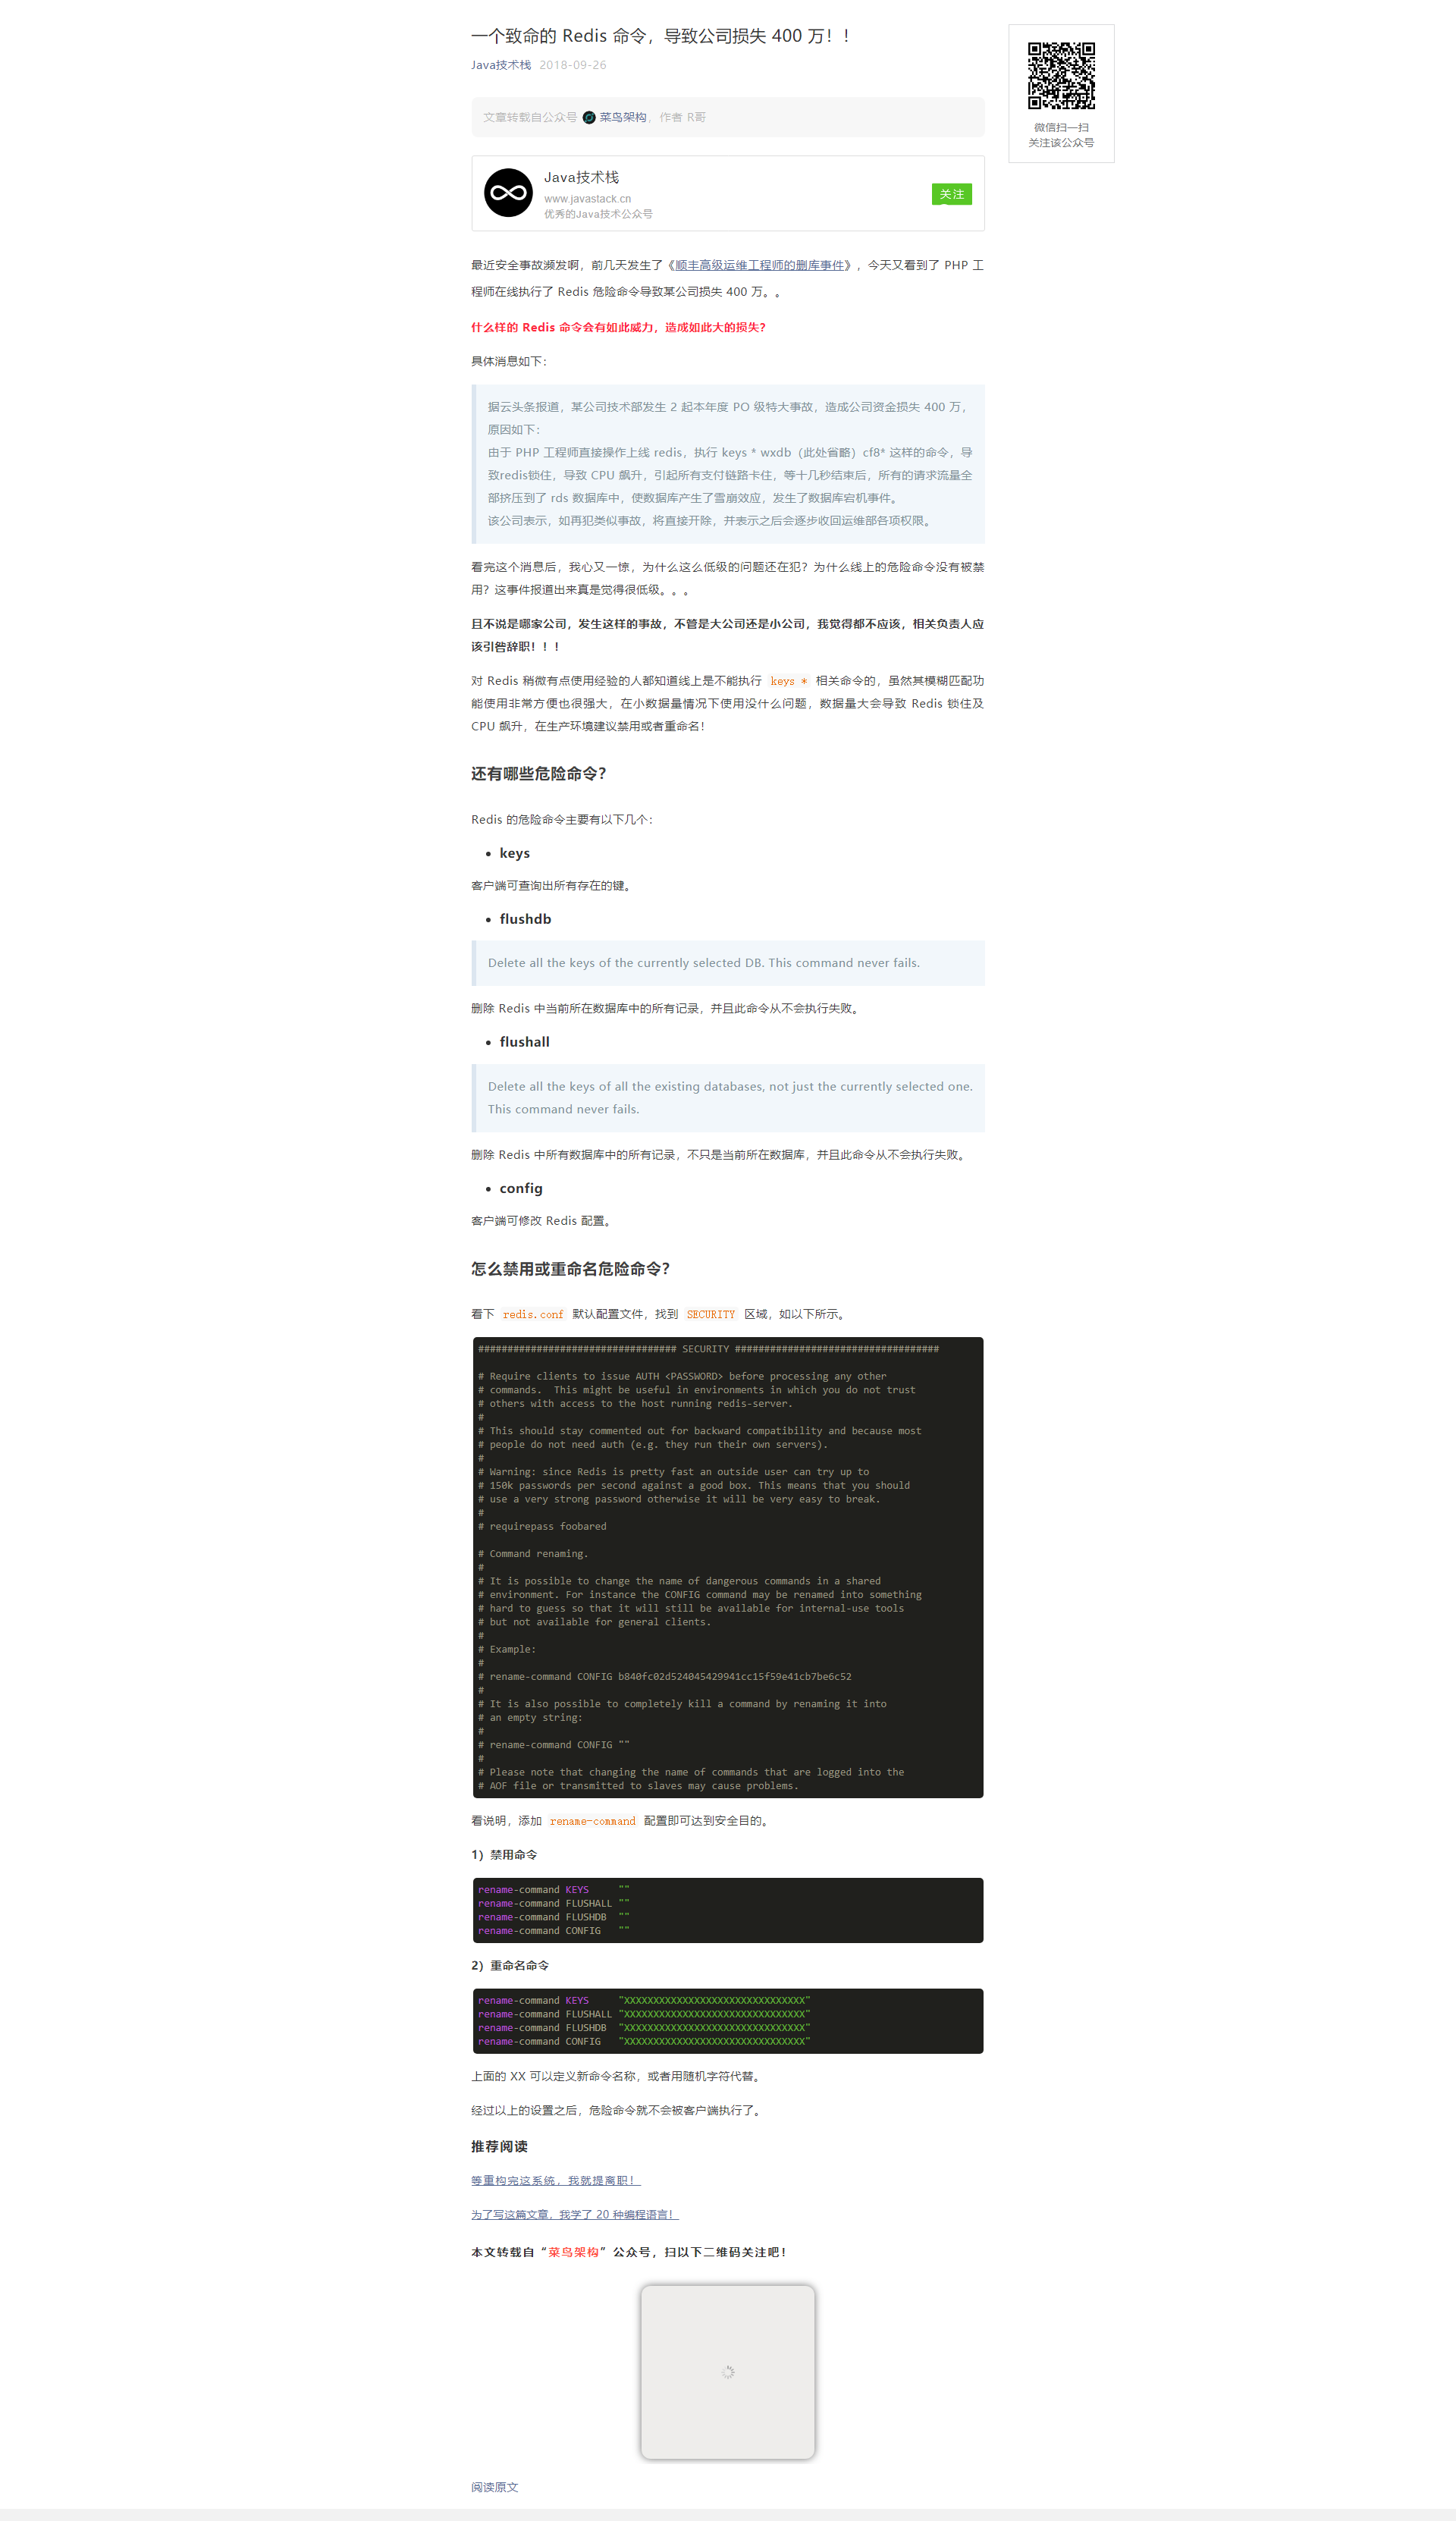 一个致命的 Redis 命令，导致公司损失 400 万！！
Java技术栈 2018-09-26
微信扫一扫
关注该公众号
文章转载自公众号 菜鸟架构，作者 R哥
Java技术栈
www.javastack.cn
优秀的Java技术公众号
关注
最近安全事故濒发啊，前几天发生了《顺丰高级运维工程师的删库事件》，今天又看到了 PHP 工
程师在线执行了 Redis 危险命令导致某公司损失 400 万。。
什么样的 Redis 命令会有如此威力，造成如此大的损失？
具体消息如下：
据云头条报道，某公司技术部发生 2 起本年度 PO 级特大事故，造成公司资金损失 400 万，
原因如下：
由于 PHP 工程师直接操作上线 redis，执行 keys * wxdb（此处省略）cf8* 这样的命令，导
致redis锁住，导致 CPU 飙升，引起所有支付链路卡住，等十几秒结束后，所有的请求流量全
部挤压到了 rds 数据库中，使数据库产生了雪崩效应，发生了数据库宕机事件。
该公司表示，如再犯类似事故，将直接开除，并表示之后会逐步收回运维部各项权限。
看完这个消息后，我心又一惊，为什么这么低级的问题还在犯？为什么线上的危险命令没有被禁
用？这事件报道出来真是觉得很低级。。。
且不说是哪家公司，发生这样的事故，不管是大公司还是小公司，我觉得都不应该，相关负责人应
该引咎辞职！！！
对 Redis 稍微有点使用经验的人都知道线上是不能执行 keys * 相关命令的，虽然其模糊匹配功
能使用非常方便也很强大，在小数据量情况下使用没什么问题，数据量大会导致 Redis 锁住及
CPU 飙升，在生产环境建议禁用或者重命名！
还有哪些危险命令？
Redis 的危险命令主要有以下几个：
• keys
客户端可查询出所有存在的键。
• flushdb
Delete all the keys of the currently selected DB. This command never fails.
删除 Redis 中当前所在数据库中的所有记录，并且此命令从不会执行失败。
• flushall
Delete all the keys of all the existing databases, not just the currently selected one.
This command never fails.
删除 Redis 中所有数据库中的所有记录，不只是当前所在数据库，并且此命令从不会执行失败。
• config
客户端可修改 Redis 配置。
怎么禁用或重命名危险命令？
看下 redis.conf 默认配置文件，找到 SECURITY 区域，如以下所示。
################################## SECURITY ###################################
# Require clients to issue AUTH <PASSWORD> before processing any other
# commands.  This might be useful in environments in which you do not trust
# others with access to the host running redis-server.
#
# This should stay commented out for backward compatibility and because most
# people do not need auth (e.g. they run their own servers).
#
# Warning: since Redis is pretty fast an outside user can try up to
# 150k passwords per second against a good box. This means that you should
# use a very strong password otherwise it will be very easy to break.
#
# requirepass foobared
# Command renaming.
#
# It is possible to change the name of dangerous commands in a shared
# environment. For instance the CONFIG command may be renamed into something
# hard to guess so that it will still be available for internal-use tools
# but not available for general clients.
#
# Example:
#
# rename-command CONFIG b840fc02d524045429941cc15f59e41cb7be6c52
#
# It is also possible to completely kill a command by renaming it into
# an empty string:
#
# rename-command CONFIG ""
#
# Please note that changing the name of commands that are logged into the
# AOF file or transmitted to slaves may cause problems.
看说明，添加 rename-command 配置即可达到安全目的。
1）禁用命令
rename-command KEYS     ""
rename-command FLUSHALL ""
rename-command FLUSHDB  ""
rename-command CONFIG   ""
2）重命名命令
rename-command KEYS     "XXXXXXXXXXXXXXXXXXXXXXXXXXXXXXX"
rename-command FLUSHALL "XXXXXXXXXXXXXXXXXXXXXXXXXXXXXXX"
rename-command FLUSHDB  "XXXXXXXXXXXXXXXXXXXXXXXXXXXXXXX"
rename-command CONFIG   "XXXXXXXXXXXXXXXXXXXXXXXXXXXXXXX"
上面的 XX 可以定义新命令名称，或者用随机字符代替。
经过以上的设置之后，危险命令就不会被客户端执行了。
推荐阅读
等重构完这系统，我就提离职！
为了写这篇文章，我学了 20 种编程语言！
本文转载自“菜鸟架构”公众号，扫以下二维码关注吧！
阅读原文